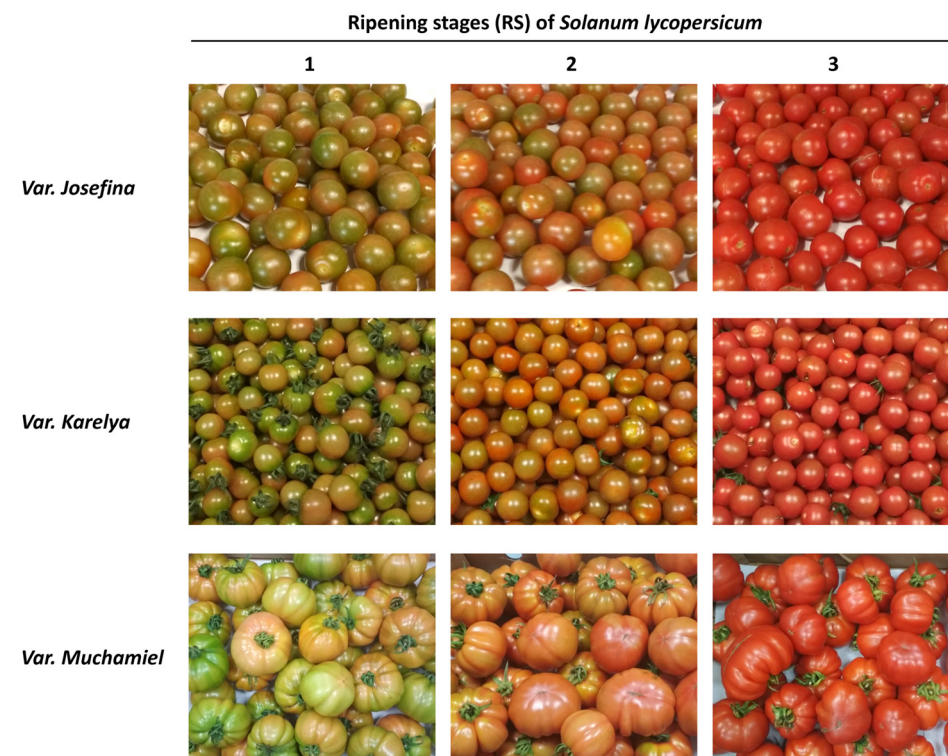 Ripening stages (RS) of Solanum lycopersicum
1 2 3
Var. Josefina
Var. Karelya
Var. Muchamiel